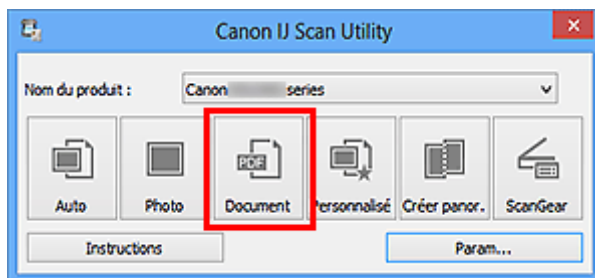 Canon IJ Scan Utility
Nom du produit : Canon series
PDF
Auto Photo Document Personnalisé Créer panor. ScanGear
Instructions Param...